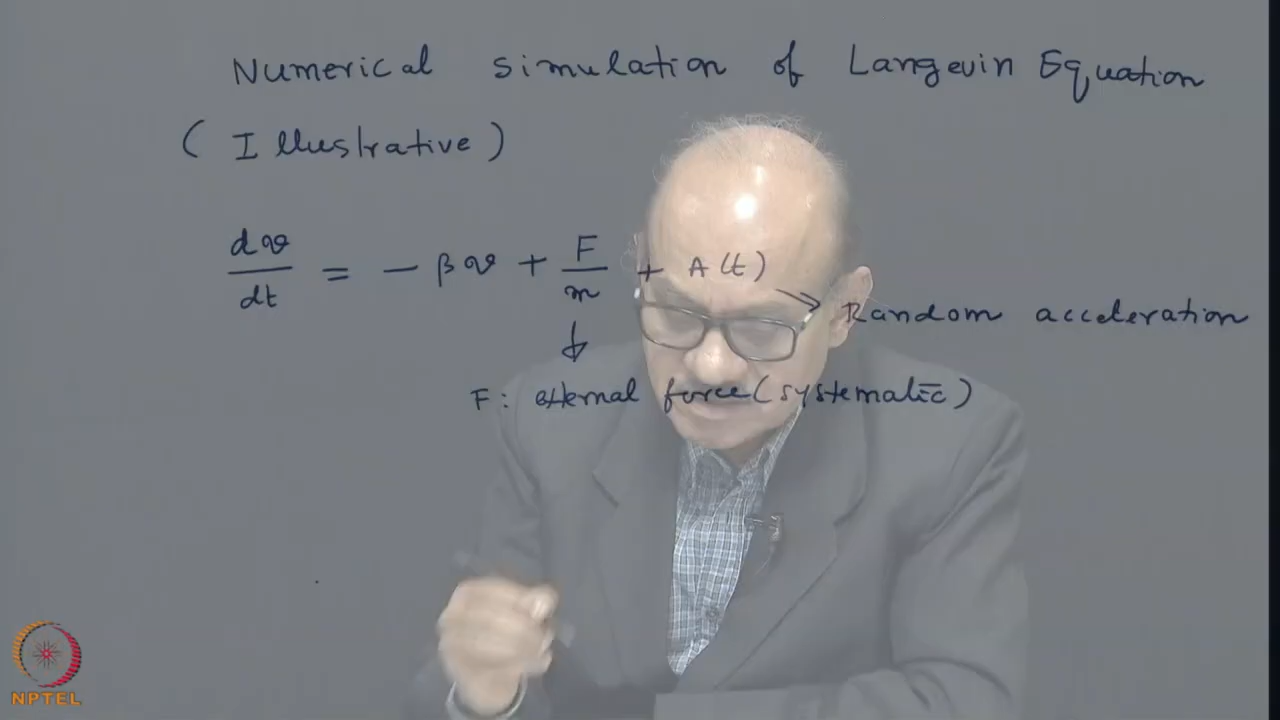 Numerical simulation of Langevin Equation
(Illustrative)
dv/dt = - βv + F/m + A(t)
Random acceleration
F: external force (systematic)
NPTEL